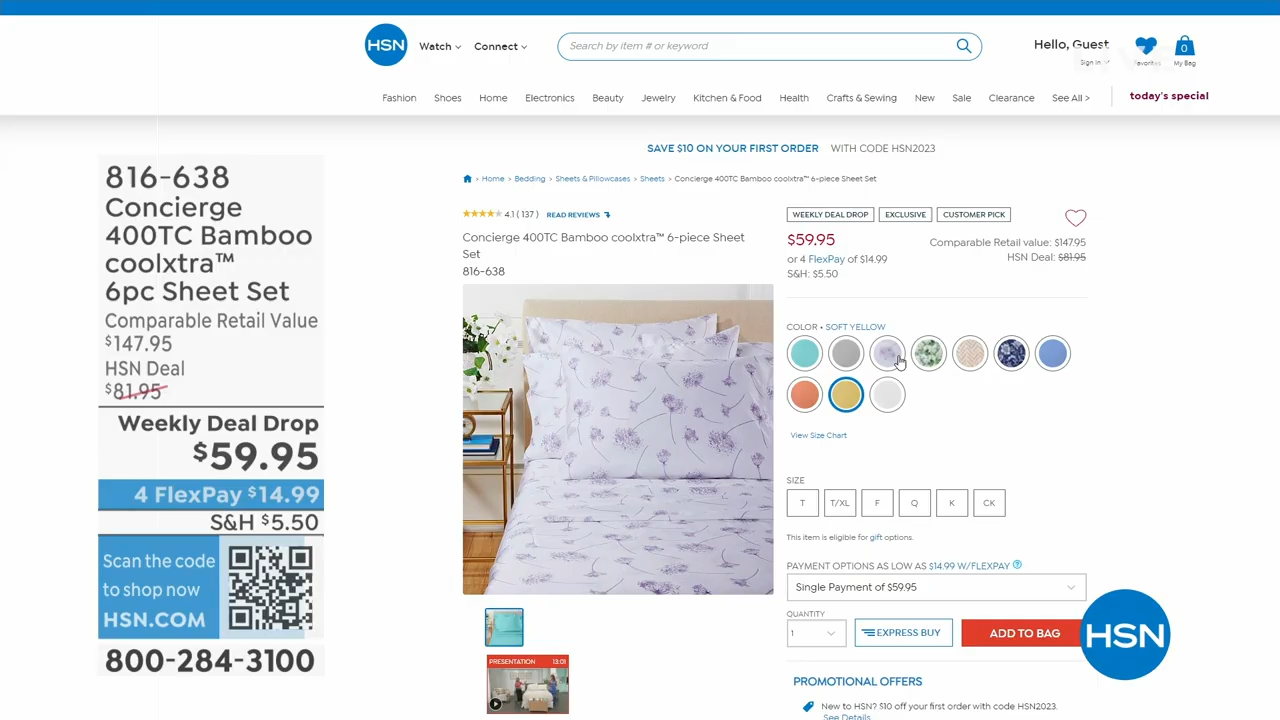 HSN
Watch
Connect
Search by item # or keyword
Hello, Guest
Sign In
Favorites
0
My Bag
Fashion
Shoes
Home
Electronics
Beauty
Jewelry
Kitchen & Food
Health
Crafts & Sewing
New
Sale
Clearance
See All >
today's special
SAVE $10 ON YOUR FIRST ORDER WITH CODE HSN2023
Home > Bedding > Sheets & Pillowcases > Sheets > Concierge 400TC Bamboo coolxtra™ 6-piece Sheet Set
816-638
Concierge
400TC Bamboo
coolxtra™
6pc Sheet Set
Comparable Retail Value
$147.95
HSN Deal
$81.95
Weekly Deal Drop
$59.95
4 FlexPay $14.99
S&H $5.50
Scan the code
to shop now
HSN.COM
800-284-3100
4.1 ( 137 ) READ REVIEWS
Concierge 400TC Bamboo coolxtra™ 6-piece Sheet
Set
816-638
PRESENTATION 13:01
WEEKLY DEAL DROP
EXCLUSIVE
CUSTOMER PICK
$59.95
Comparable Retail value: $147.95
or 4 FlexPay of $14.99
HSN Deal: $81.95
S&H: $5.50
COLOR • SOFT YELLOW
View Size Chart
SIZE
T
T/XL
F
Q
K
CK
This item is eligible for gift options.
PAYMENT OPTIONS AS LOW AS $14.99 W/FLEXPAY
Single Payment of $59.95
QUANTITY
1
EXPRESS BUY
ADD TO BAG
HSN
PROMOTIONAL OFFERS
New to HSN? $10 off your first order with code HSN2023.
See Details